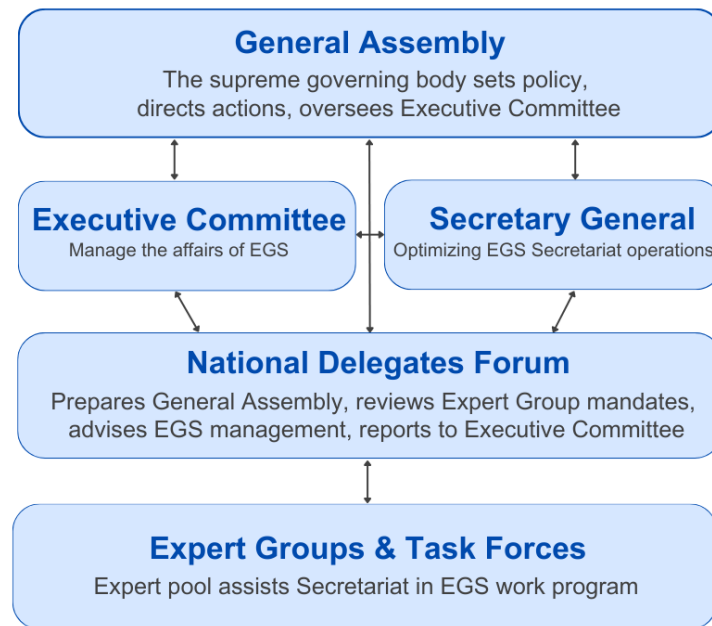 General Assembly
The supreme governing body sets policy,
directs actions, oversees Executive Committee
Executive Committee
Manage the affairs of EGS
Secretary General
Optimizing EGS Secretariat operations
National Delegates Forum
Prepares General Assembly, reviews Expert Group mandates,
advises EGS management, reports to Executive Committee
Expert Groups & Task Forces
Expert pool assists Secretariat in EGS work program